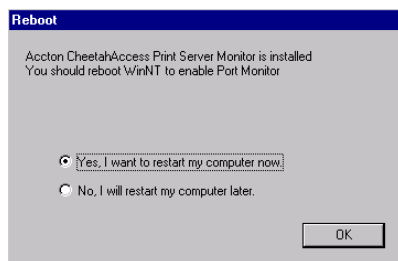 Reboot
Accton CheetahAccess Print Server Monitor is installed
You should reboot WinNT to enable Port Monitor
Yes, I want to restart my computer now.
No, I will restart my computer later.
OK